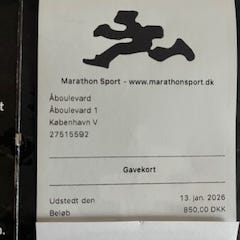 Marathon Sport - www.marathonsport.dk
Åboulevard
Åboulevard 1
København V
27515592
Gavekort
Udstedt den 13. jan. 2026
Beløb 850,00 DKK